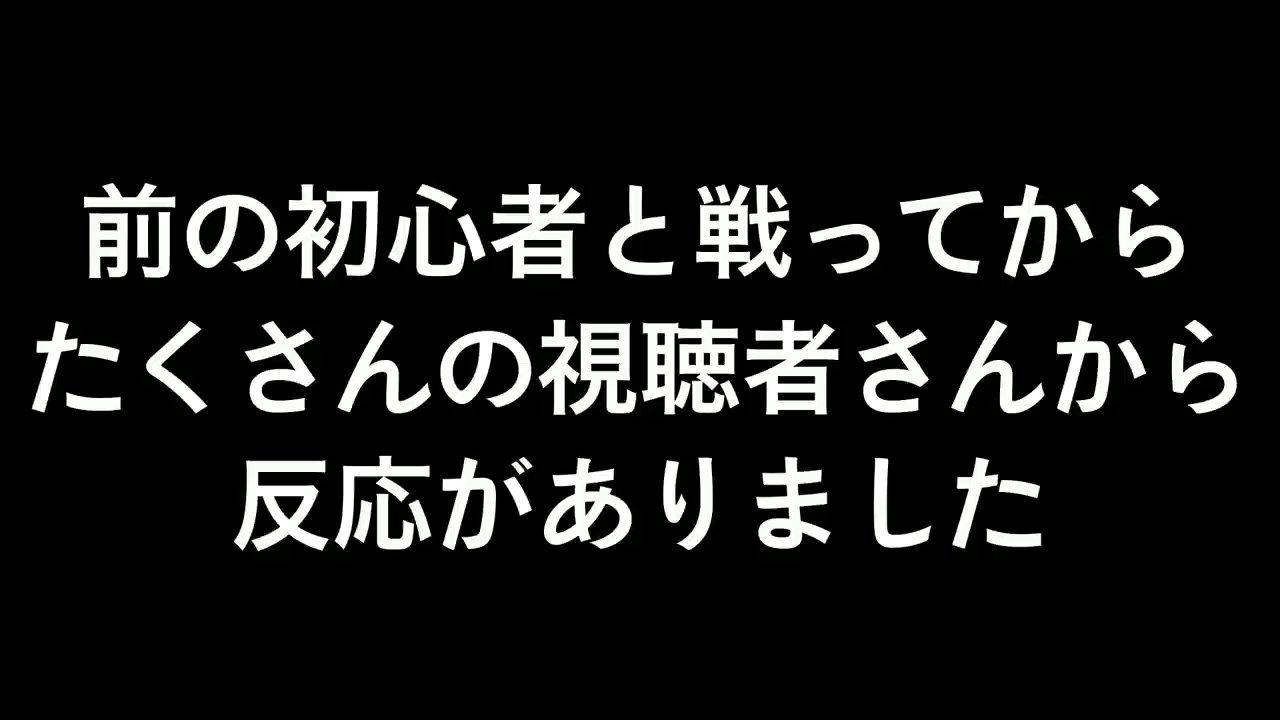 前の初心者と戦ってから
たくさんの視聴者さんから
反応がありました